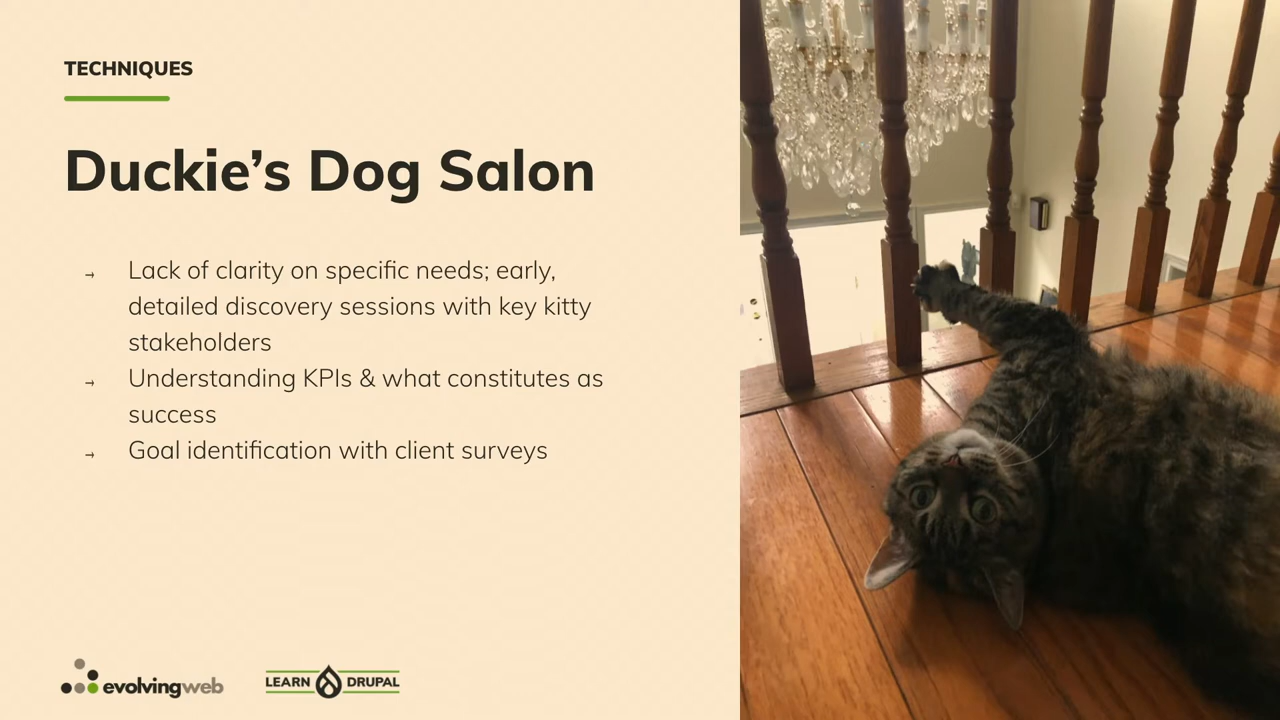 TECHNIQUES
Duckie’s Dog Salon
→ Lack of clarity on specific needs; early,
detailed discovery sessions with key kitty
stakeholders
→ Understanding KPIs & what constitutes as
success
→ Goal identification with client surveys
evolvingweb
LEARN DRUPAL